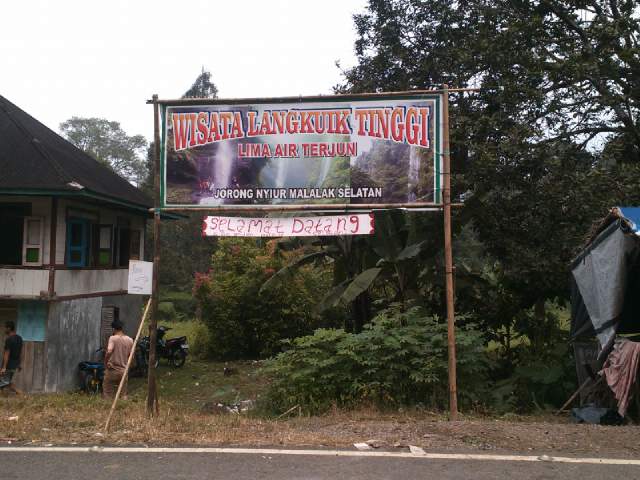 WISATA LANGKUIK TINGGI
LIMA AIR TERJUN
JORONG NYIUR MALALAK SELATAN
SELAMAT DATANG